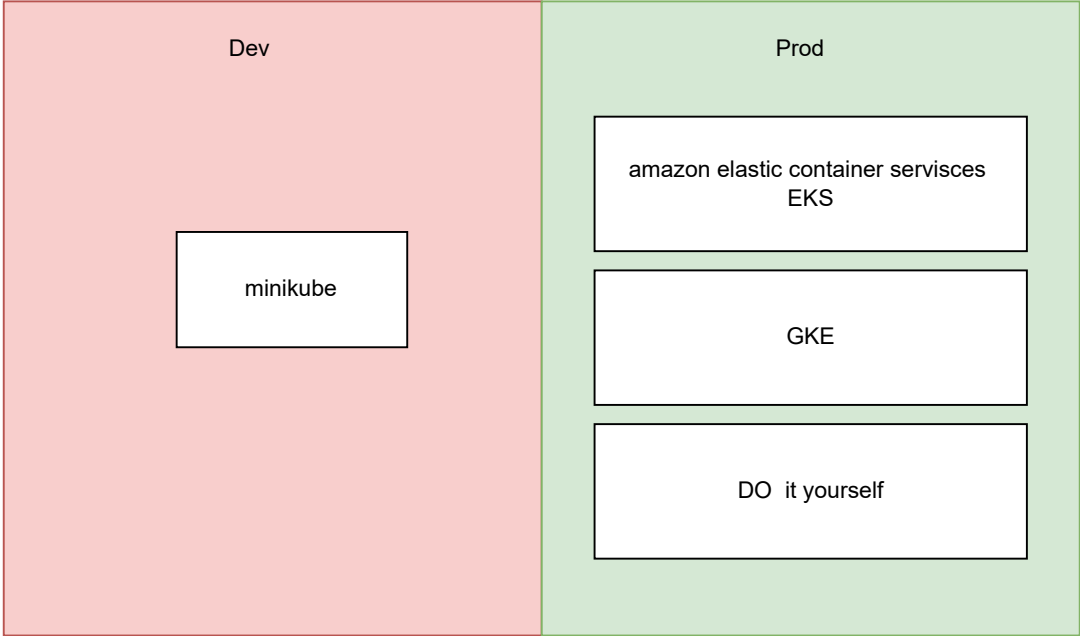 Dev
Prod
amazon elastic container servisces
EKS
minikube
GKE
DO  it yourself